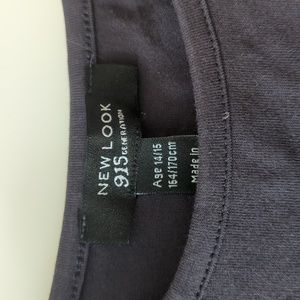 NEW LOOK
915 GENERATION
Age 14/15
164/170cm
Made in